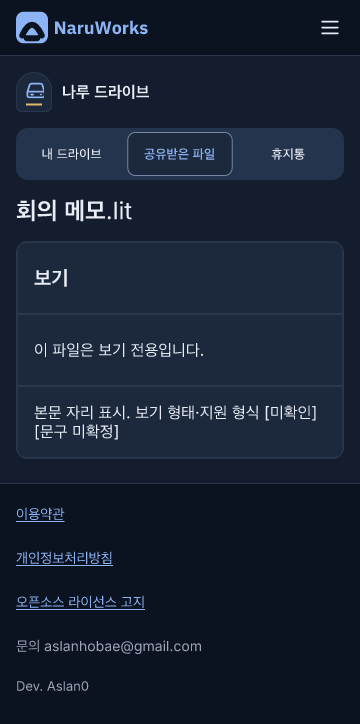 NaruWorks
나루 드라이브
내 드라이브
공유받은 파일
휴지통
회의 메모.lit
보기
이 파일은 보기 전용입니다.
본문 자리 표시. 보기 형태·지원 형식 [미확인]
[문구 미확정]
이용약관
개인정보처리방침
오픈소스 라이선스 고지
문의 aslanhobae@gmail.com
Dev. Aslan0